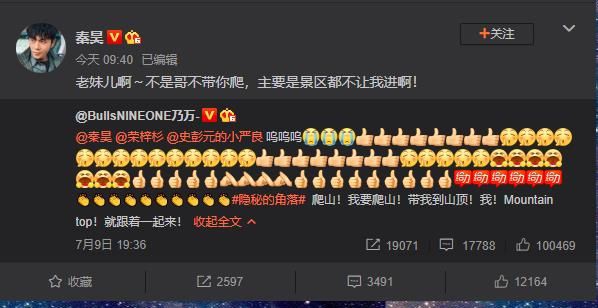 秦昊
+关注
今天 09:40 已编辑
老妹儿啊～不是哥不带你爬，主要是景区都不让我进啊！
@BullsNINEONE乃万-
@秦昊 @荣梓杉 @史彭元的小严良 呜呜呜
#隐秘的角落# 爬山！我要爬山！带我到山顶！我！Mountain
top！就跟着一起来！ 收起全文
7月9日 19:36 19071 17788 100469
收藏 2597 3491 12164